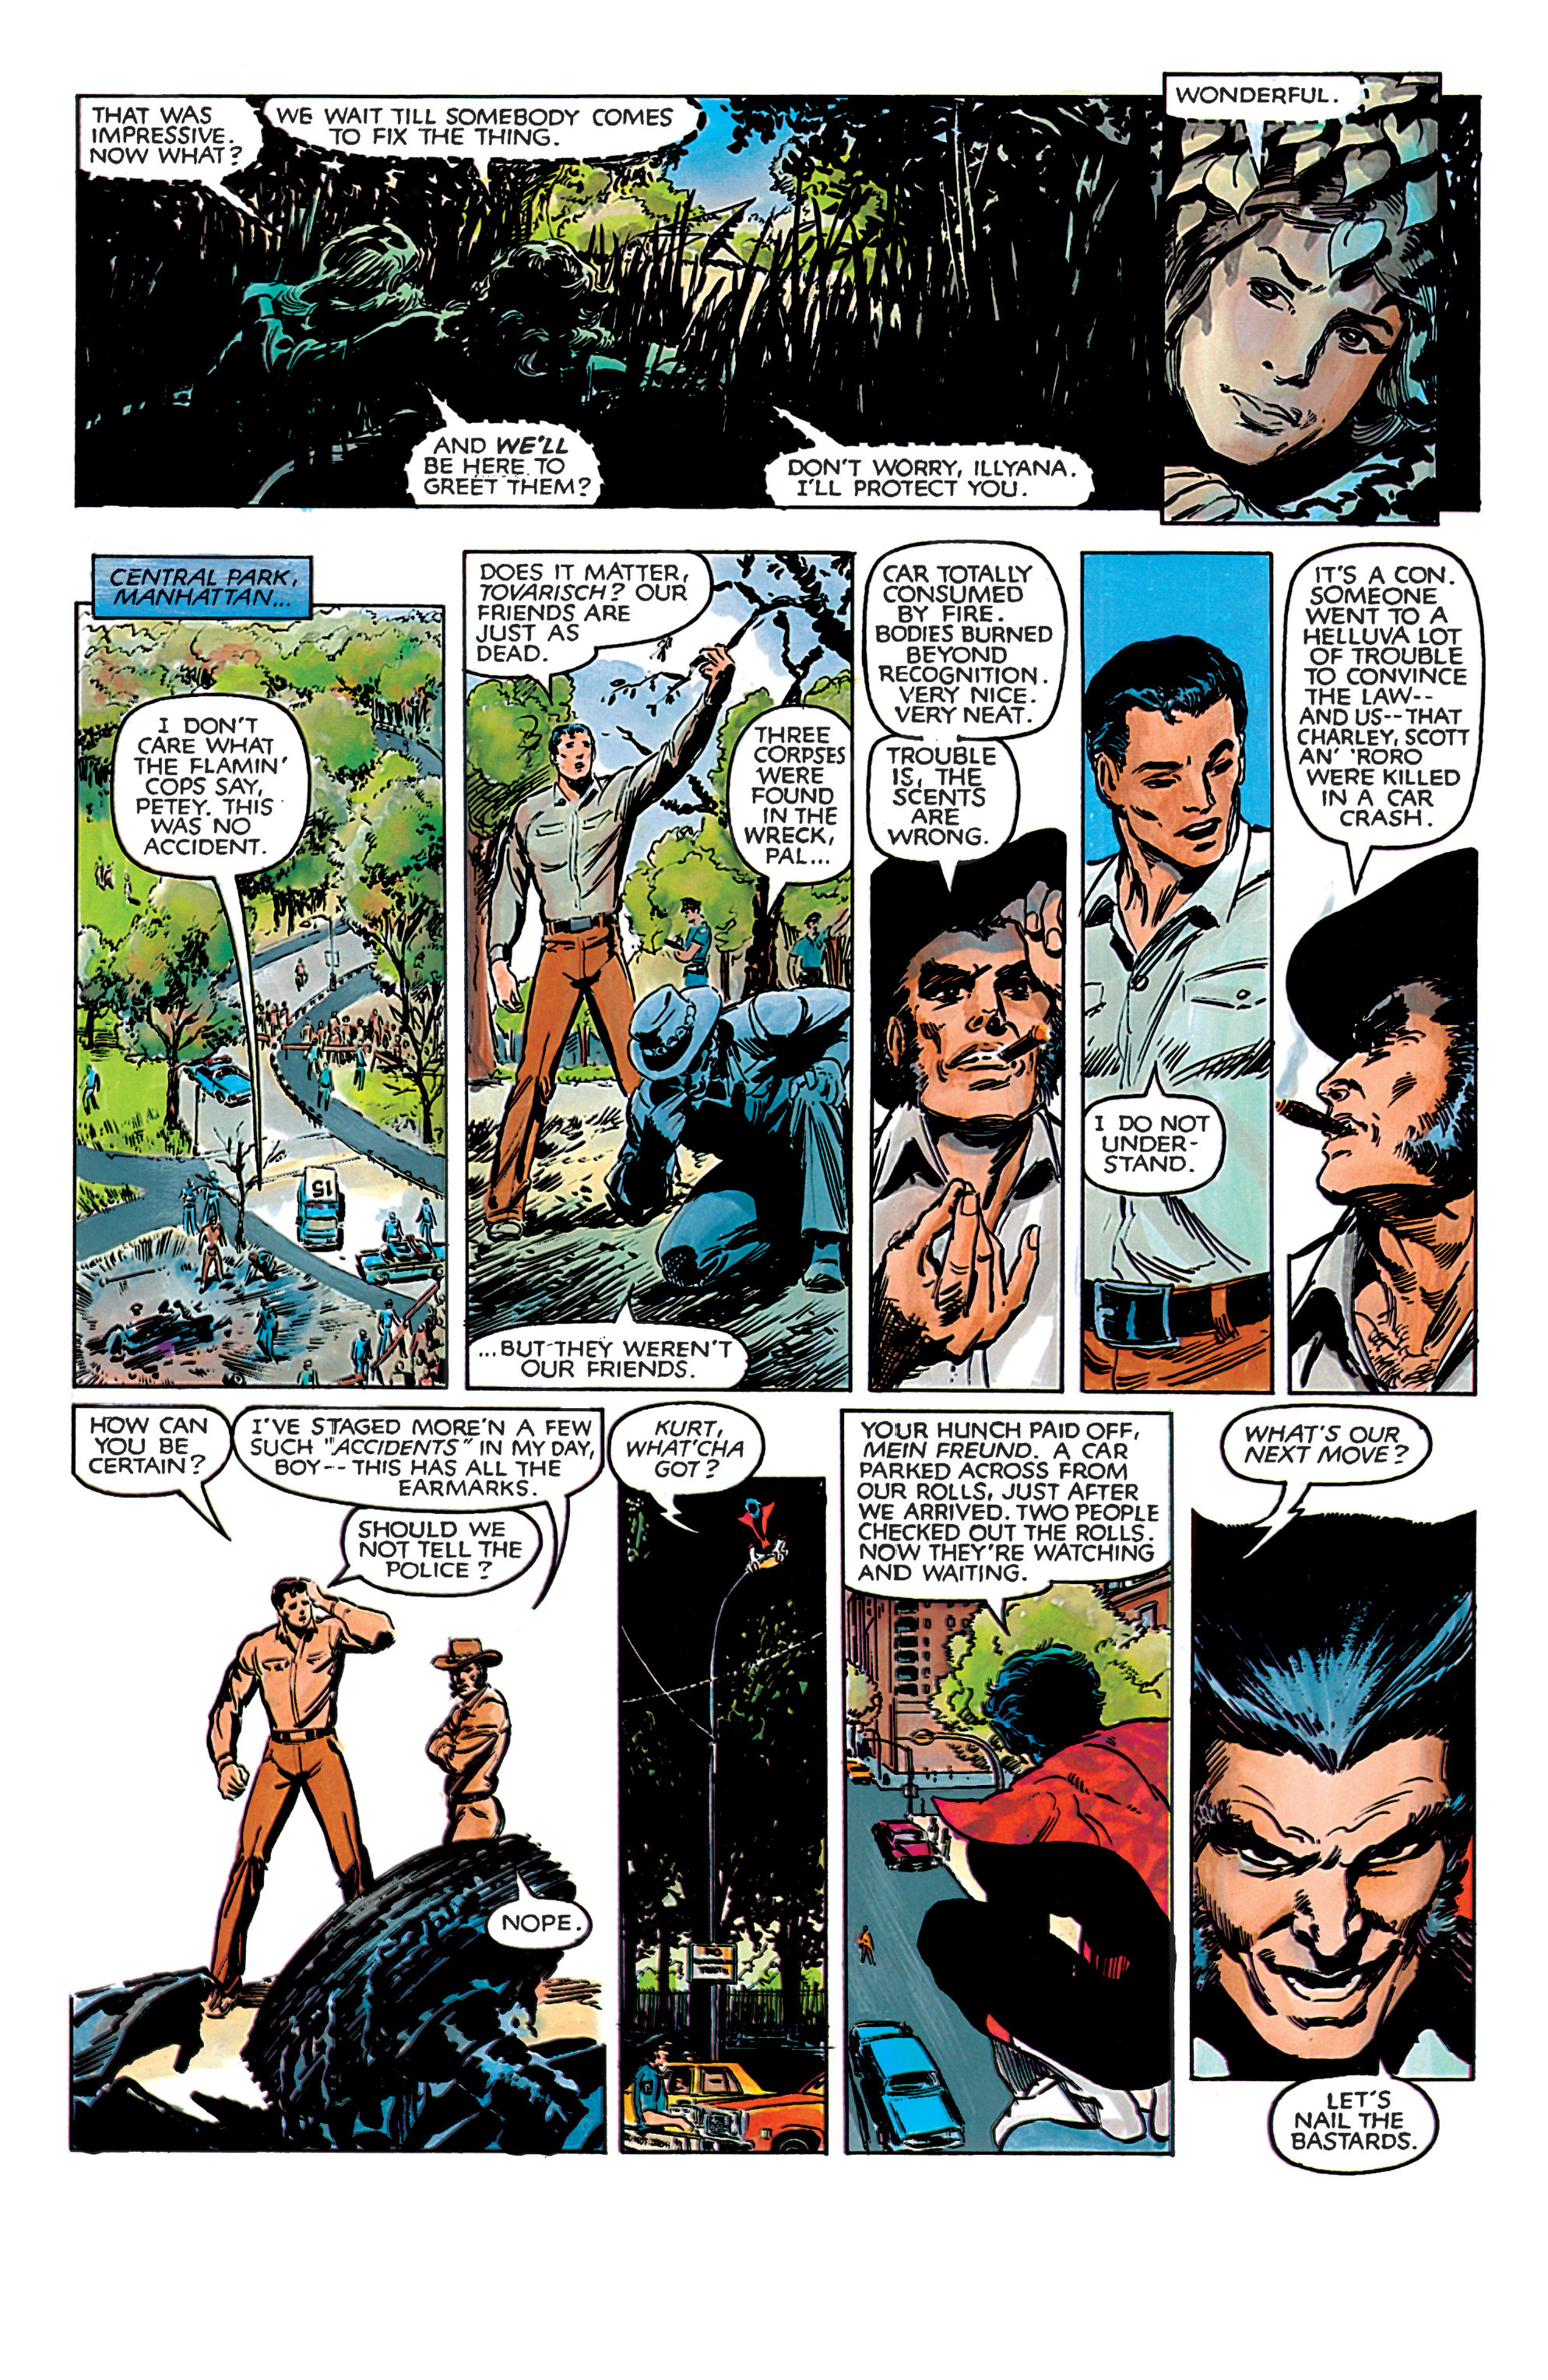 THAT WAS
IMPRESSIVE.
NOW WHAT?
WE WAIT TILL SOMEBODY COMES
TO FIX THE THING.
AND WE'LL
BE HERE TO
GREET THEM?
DON'T WORRY, ILLYANA.
I'LL PROTECT YOU.
WONDERFUL.
CENTRAL PARK,
MANHATTAN...
I DON'T
CARE WHAT
THE FLAMIN'
COPS SAY,
PETEY. THIS
WAS NO
ACCIDENT.
15
DOES IT MATTER,
TOVARISCH? OUR
FRIENDS ARE
JUST AS
DEAD.
THREE
CORPSES
WERE
FOUND
IN THE
WRECK,
PAL...
...BUT THEY WEREN'T
OUR FRIENDS.
CAR TOTALLY
CONSUMED
BY FIRE.
BODIES BURNED
BEYOND
RECOGNITION.
VERY NICE.
VERY NEAT.
TROUBLE
IS, THE
SCENTS
ARE
WRONG.
I DO NOT
UNDER-
STAND.
IT'S A CON.
SOMEONE
WENT TO A
HELLUVA LOT
OF TROUBLE
TO CONVINCE
THE LAW--
AND US--THAT
CHARLEY, SCOTT
AN' 'RORO
WERE KILLED
IN A CAR
CRASH.
HOW CAN
YOU BE
CERTAIN?
I'VE STAGED MORE'N A FEW
SUCH "ACCIDENTS" IN MY DAY,
BOY-- THIS HAS ALL THE
EARMARKS.
SHOULD WE
NOT TELL THE
POLICE?
NOPE.
KURT,
WHAT'CHA
GOT?
YOUR HUNCH PAID OFF,
MEIN FREUND. A CAR
PARKED ACROSS FROM
OUR ROLLS, JUST AFTER
WE ARRIVED. TWO PEOPLE
CHECKED OUT THE ROLLS.
NOW THEY'RE WATCHING
AND WAITING.
WHAT'S OUR
NEXT MOVE?
LET'S
NAIL THE
BASTARDS.